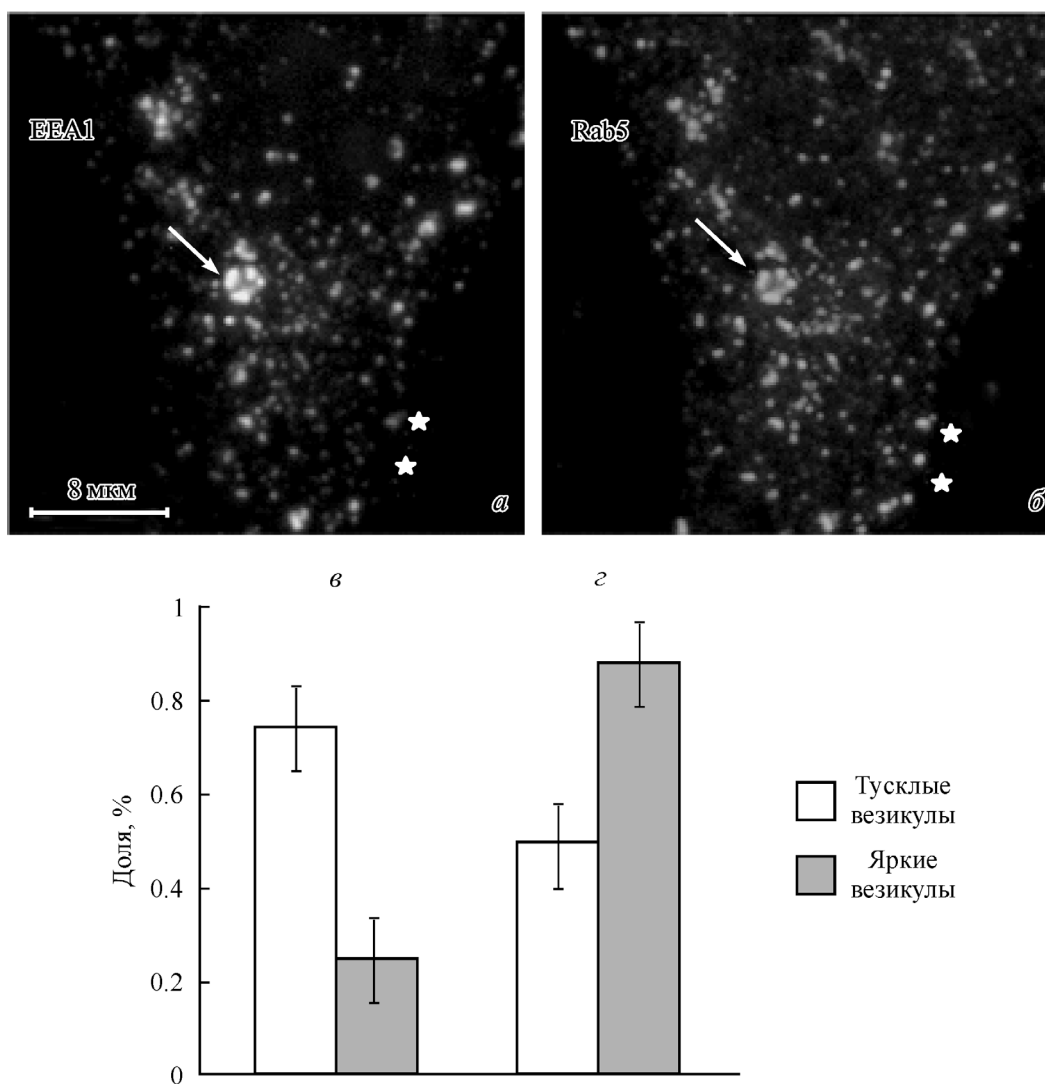 EEA1
Rab5
8 мкм
а
б
в
г
1
0.8
0.6
0.4
0.2
0
Доля, %
Тусклые
везикулы
Яркие
везикулы